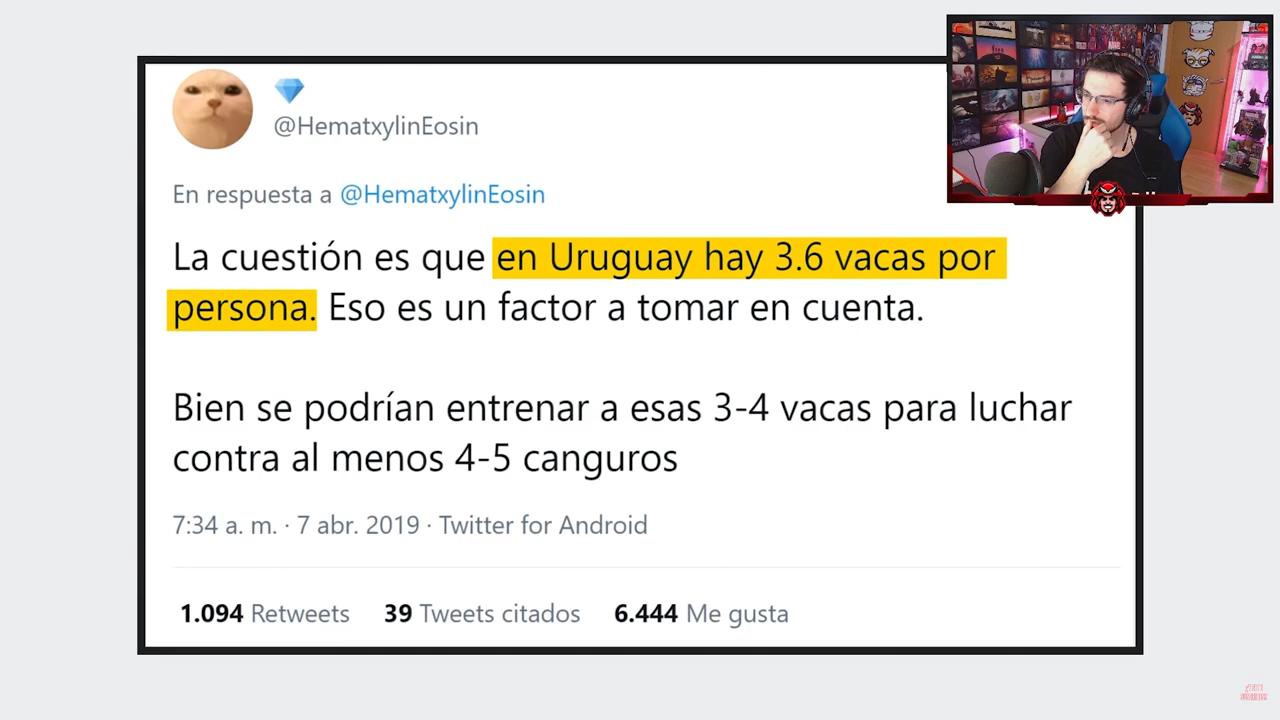 @HematxylinEosin
En respuesta a @HematxylinEosin
La cuestión es que en Uruguay hay 3.6 vacas por
persona. Eso es un factor a tomar en cuenta.
Bien se podrían entrenar a esas 3-4 vacas para luchar
contra al menos 4-5 canguros
7:34 a. m. · 7 abr. 2019 · Twitter for Android
1.094 Retweets 39 Tweets citados 6.444 Me gusta